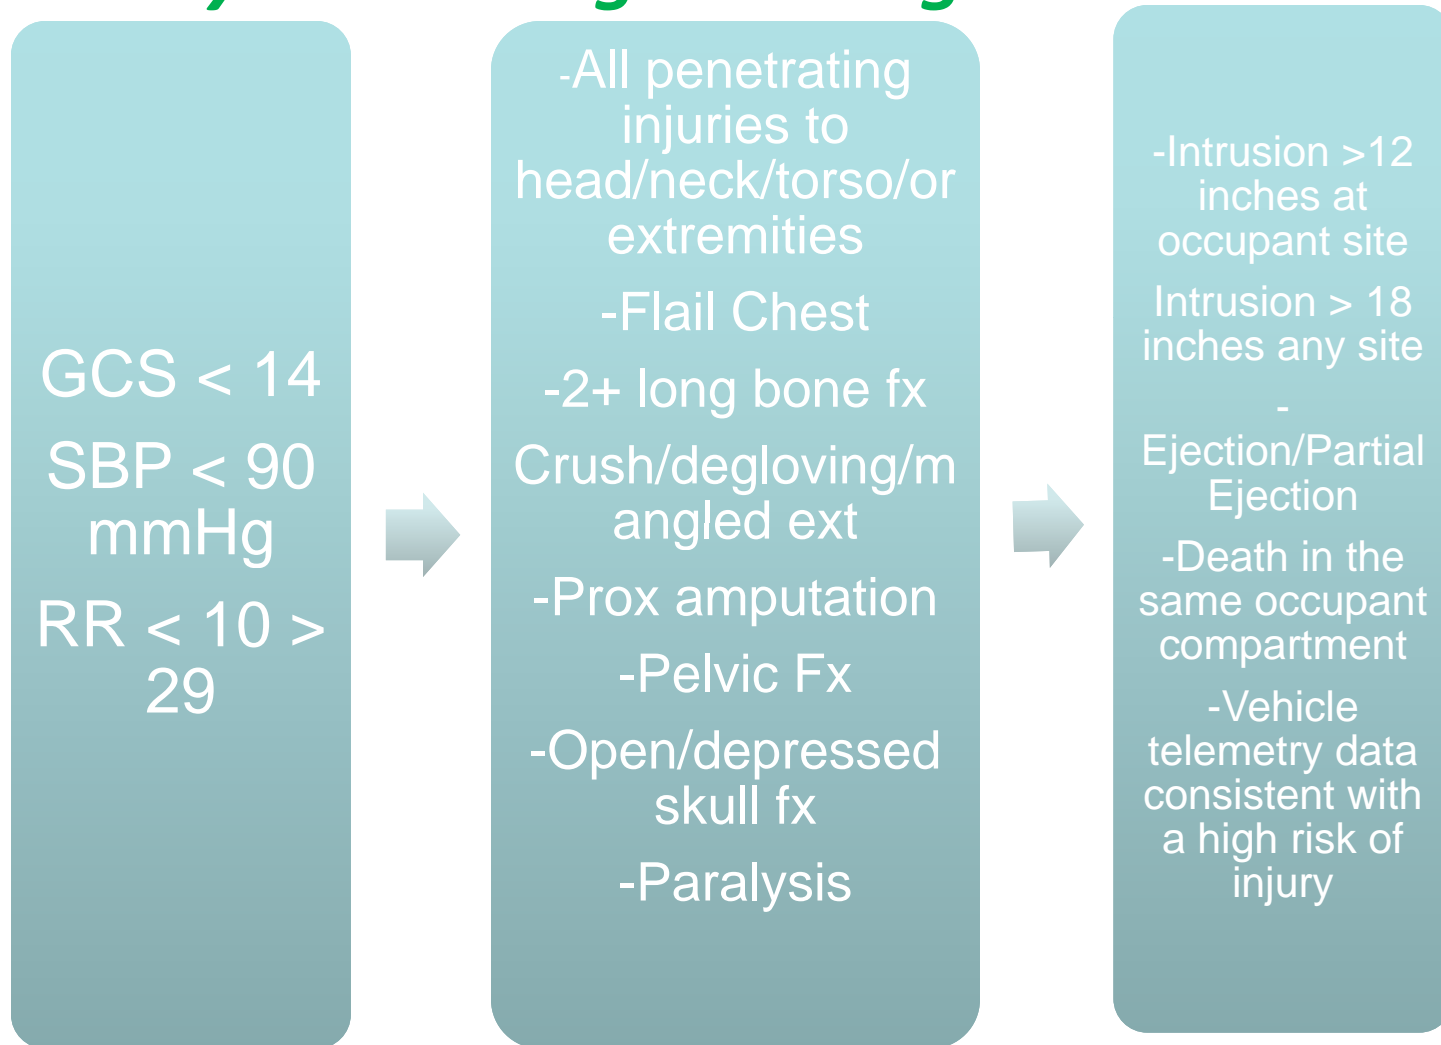 GCS < 14
SBP < 90
mmHg
RR < 10 >
29
-All penetrating
injuries to
head/neck/torso/or
extremities
-Flail Chest
-2+ long bone fx
Crush/degloving/m
angled ext
-Prox amputation
-Pelvic Fx
-Open/depressed
skull fx
-Paralysis
-Intrusion >12
inches at
occupant site
Intrusion > 18
inches any site
-
Ejection/Partial
Ejection
-Death in the
same occupant
compartment
-Vehicle
telemetry data
consistent with
a high risk of
injury